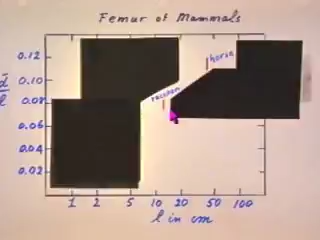 Femur of Mammals
0.12
horse
d̄/l
0.10
raccoon
0.08
0.06
0.04
0.02
1 2 5 10 20 50 100
l in cm